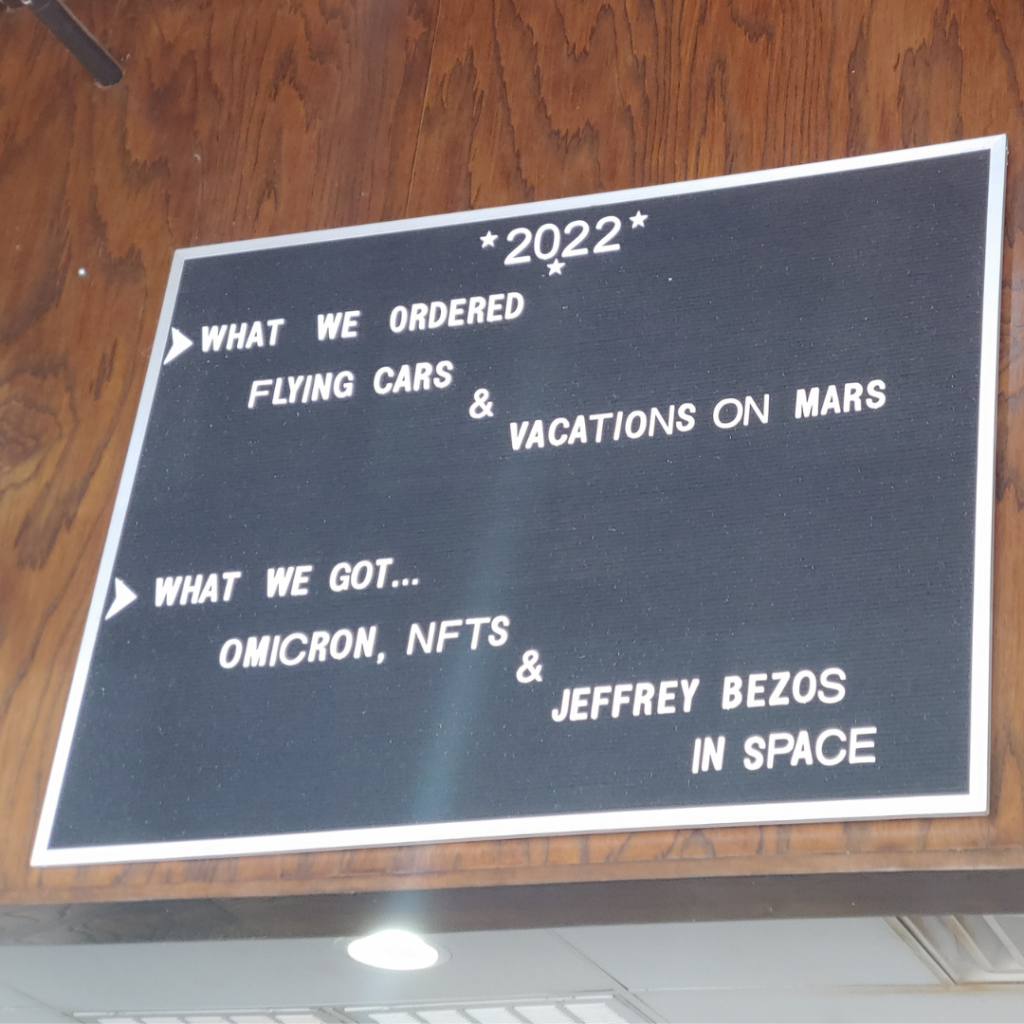 2022
WHAT WE ORDERED
FLYING CARS
&
VACATIONS ON MARS
WHAT WE GOT...
OMICRON, NFTS
&
JEFFREY BEZOS
IN SPACE